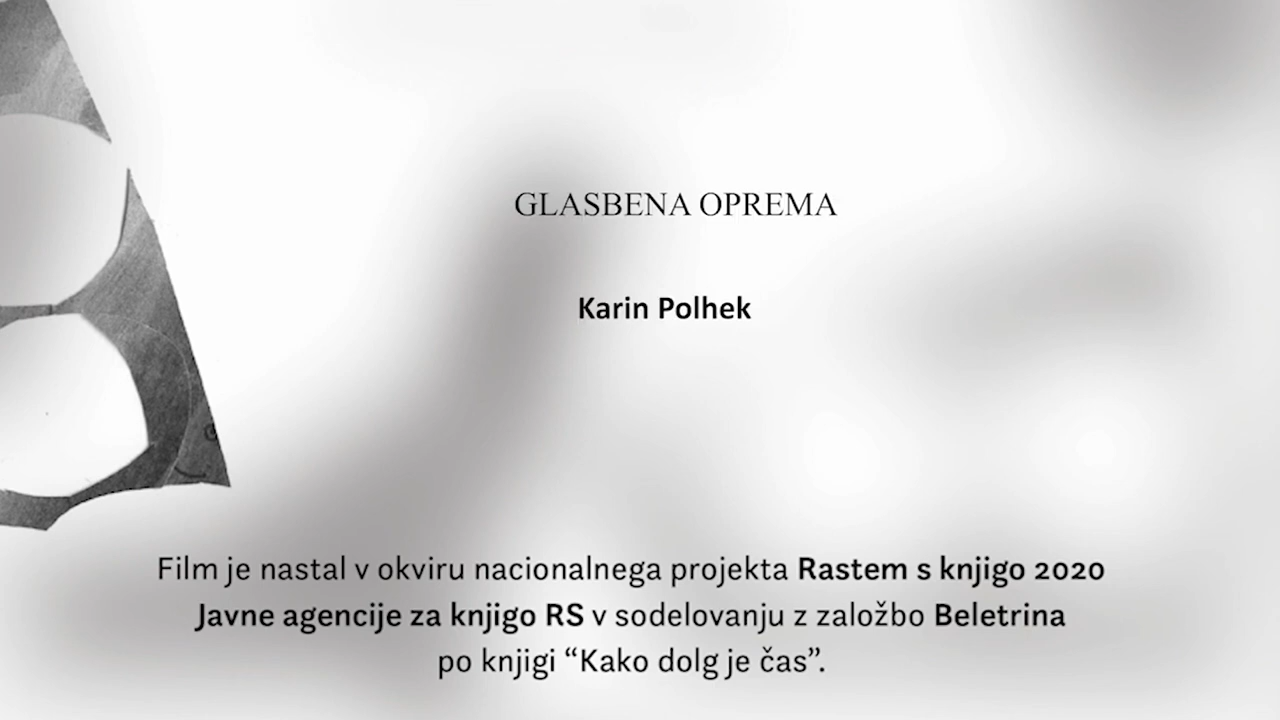 GLASBENA OPREMA
Karin Polhek
Film je nastal v okviru nacionalnega projekta Rastem s knjigo 2020
Javne agencije za knjigo RS v sodelovanju z založbo Beletrina
po knjigi “Kako dolg je čas”.